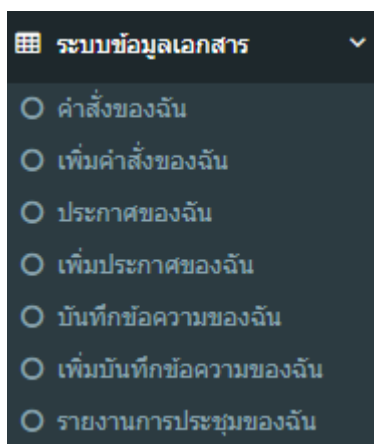 ระบบข้อมูลเอกสาร
คำสั่งของฉัน
เพิ่มคำสั่งของฉัน
ประกาศของฉัน
เพิ่มประกาศของฉัน
บันทึกข้อความของฉัน
เพิ่มบันทึกข้อความของฉัน
รายงานการประชุมของฉัน